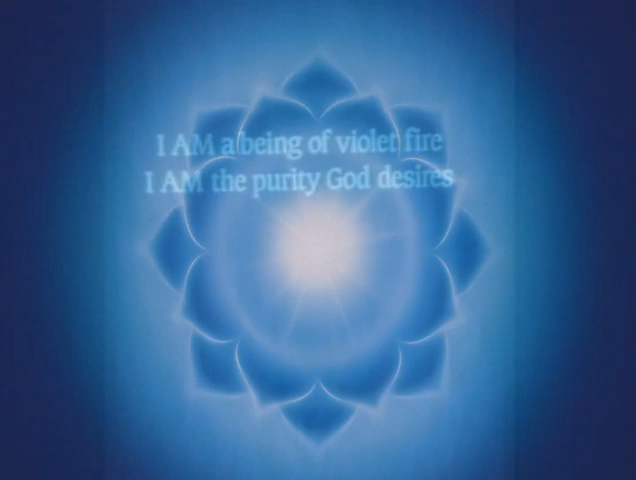 I AM a being of violet fire
I AM the purity God desires